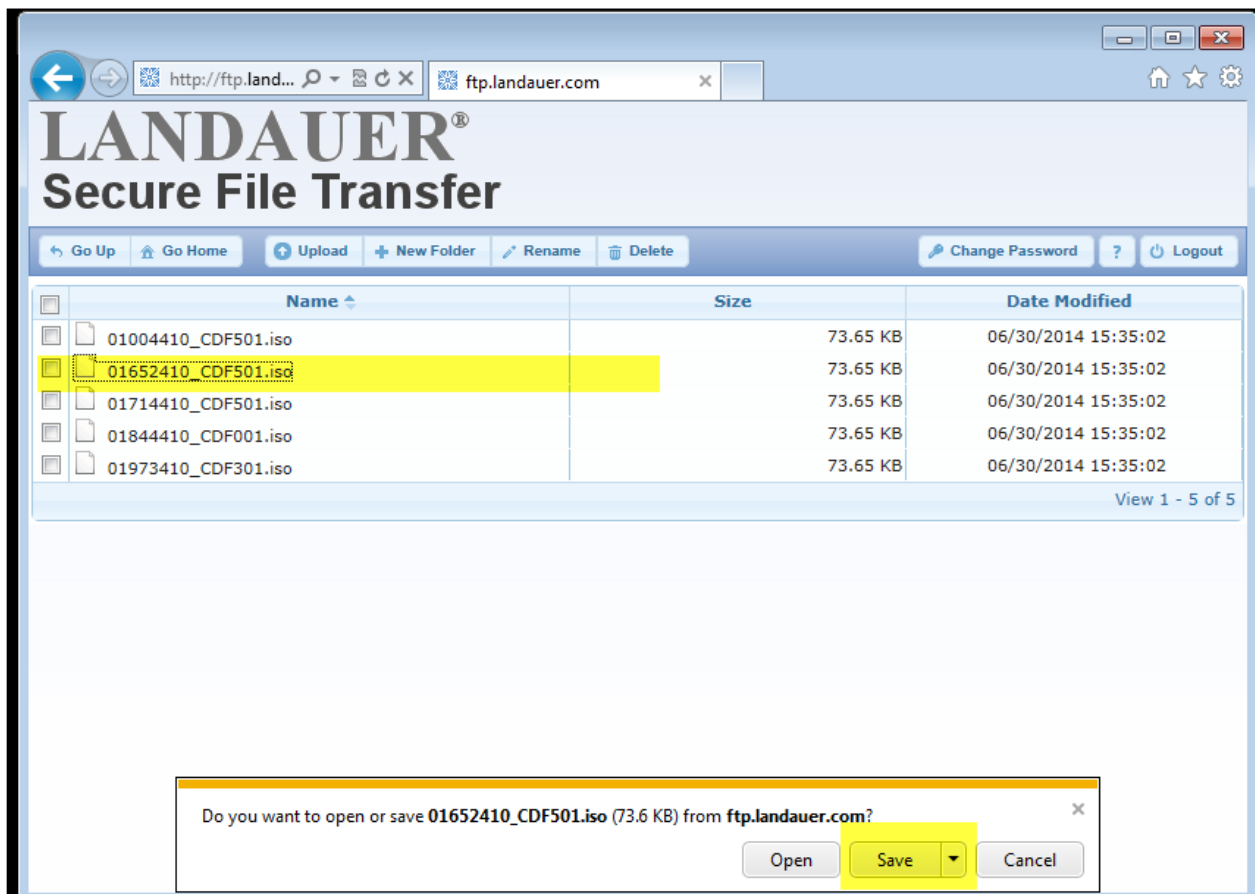 http://ftp.land... ftp.landauer.com
LANDAUER®
Secure File Transfer
Go Up Go Home Upload New Folder Rename Delete Change Password ? Logout
Name Size Date Modified
01004410_CDF501.iso 73.65 KB 06/30/2014 15:35:02
01652410_CDF501.iso 73.65 KB 06/30/2014 15:35:02
01714410_CDF501.iso 73.65 KB 06/30/2014 15:35:02
01844410_CDF001.iso 73.65 KB 06/30/2014 15:35:02
01973410_CDF301.iso 73.65 KB 06/30/2014 15:35:02
View 1 - 5 of 5
Do you want to open or save 01652410_CDF501.iso (73.6 KB) from ftp.landauer.com?
Open Save Cancel